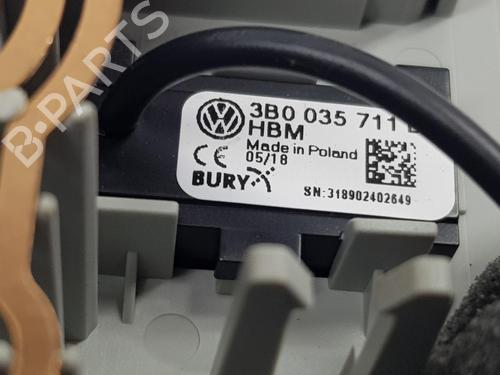 B-PARTS
3B0 035 711
HBM
Made in Poland
05/18
CE
BURY
SN:318902402649